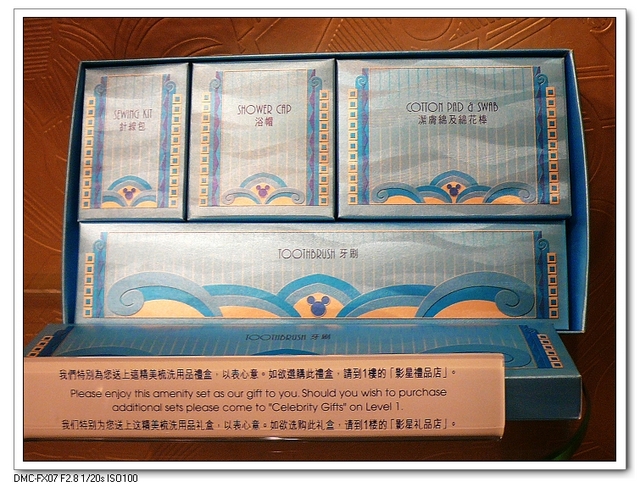 SEWING KIT
針線包
SHOWER CAP
浴帽
COTTON PAD & SWAB
潔膚綿及綿花棒
TOOTHBRUSH 牙刷
TOOTHBRUSH 牙刷
我們特別為您送上這精美梳洗用品禮盒，以表心意。如欲選購此禮盒，請到1樓的「影星禮品店」。
Please enjoy this amenity set as our gift to you. Should you wish to purchase
additional sets please come to "Celebrity Gifts" on Level 1.
我们特别为您送上这精美梳洗用品礼盒，以表心意。如欲选购此礼盒，请到1楼的「影星礼品店」。
DMC-FX07 F2.8 1/20s ISO100